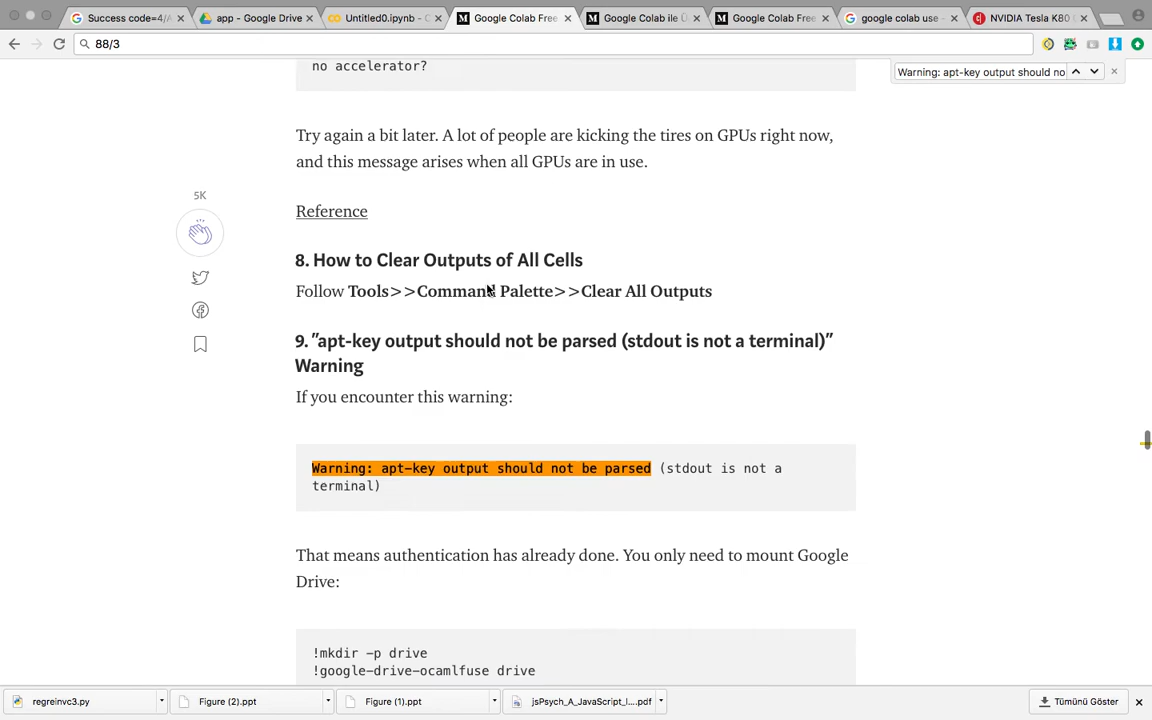 Success code=4/
app - Google Drive
Untitled0.ipynb - C
Google Colab Free
Google Colab ile Ü
Google Colab Free
google colab use -
NVIDIA Tesla K80
88/3
Warning: apt-key output should no
no accelerator?
Try again a bit later. A lot of people are kicking the tires on GPUs right now,
and this message arises when all GPUs are in use.
5K
Reference
8. How to Clear Outputs of All Cells
Follow Tools>>Command Palette>>Clear All Outputs
9. "apt-key output should not be parsed (stdout is not a terminal)"
Warning
If you encounter this warning:
Warning: apt-key output should not be parsed (stdout is not a
terminal)
That means authentication has already done. You only need to mount Google
Drive:
!mkdir -p drive
!google-drive-ocamlfuse drive
regreinvc3.py
Figure (2).ppt
Figure (1).ppt
jsPsych_A_JavaScript_l....pdf
Tümünü Göster